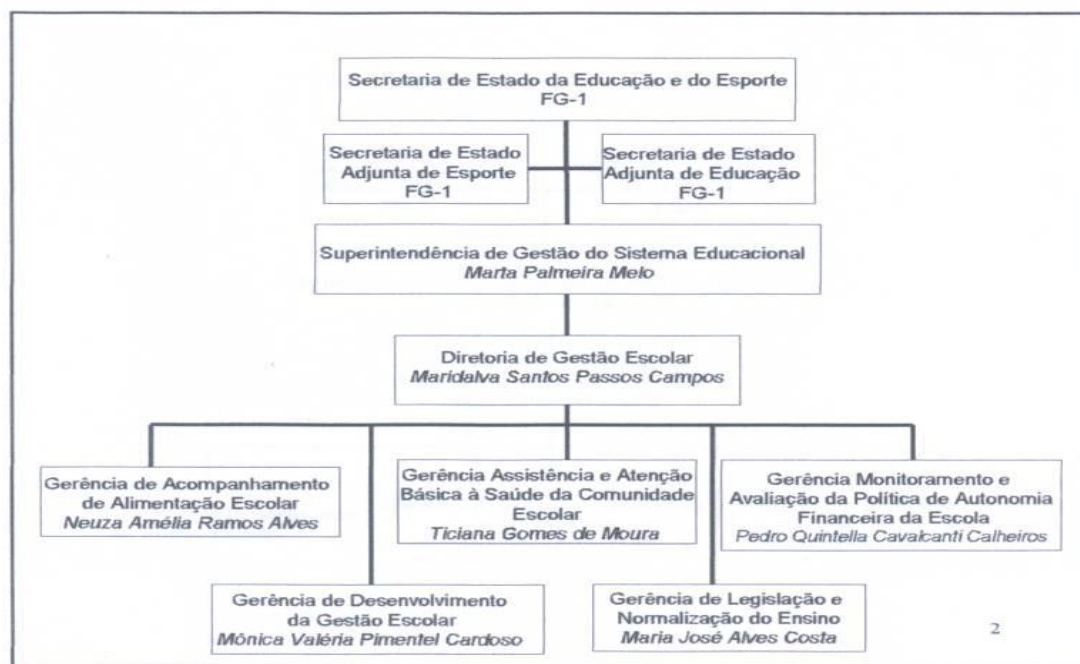 Secretaria de Estado da Educação e do Esporte
FG-1
Secretaria de Estado
Adjunta de Esporte
FG-1
Secretaria de Estado
Adjunta de Educação
FG-1
Superintendência de Gestão do Sistema Educacional
Marta Palmeira Melo
Diretoria de Gestão Escolar
Maridalva Santos Passos Campos
Gerência de Acompanhamento
de Alimentação Escolar
Neuza Amélia Ramos Alves
Gerência Assistência e Atenção
Básica à Saúde da Comunidade
Escolar
Ticiana Gomes de Moura
Gerência Monitoramento e
Avaliação da Política de Autonomia
Financeira da Escola
Pedro Quintella Cavalcanti Calheiros
Gerência de Desenvolvimento
da Gestão Escolar
Mônica Valéria Pimentel Cardoso
Gerência de Legislação e
Normalização do Ensino
Maria José Alves Costa
2